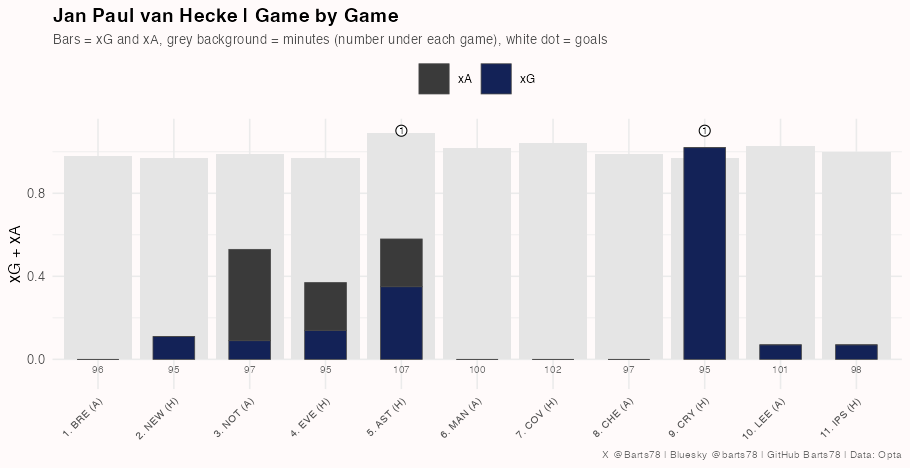 Jan Paul van Hecke | Game by Game
Bars = xG and xA, grey background = minutes (number under each game), white dot = goals
xA xG
1 1
xG + xA
0.8
0.4
0.0
96 95 97 95 107 100 102 97 95 101 98
1. BRE (A) 2. NEW (H) 3. NOT (A) 4. EVE (H) 5. AST (H) 6. MAN (A) 7. COV (H) 8. CHE (A) 9. CRY (H) 10. LEE (A) 11. IPS (H)
X @Barts78 | Bluesky @barts78 | GitHub Barts78 | Data: Opta